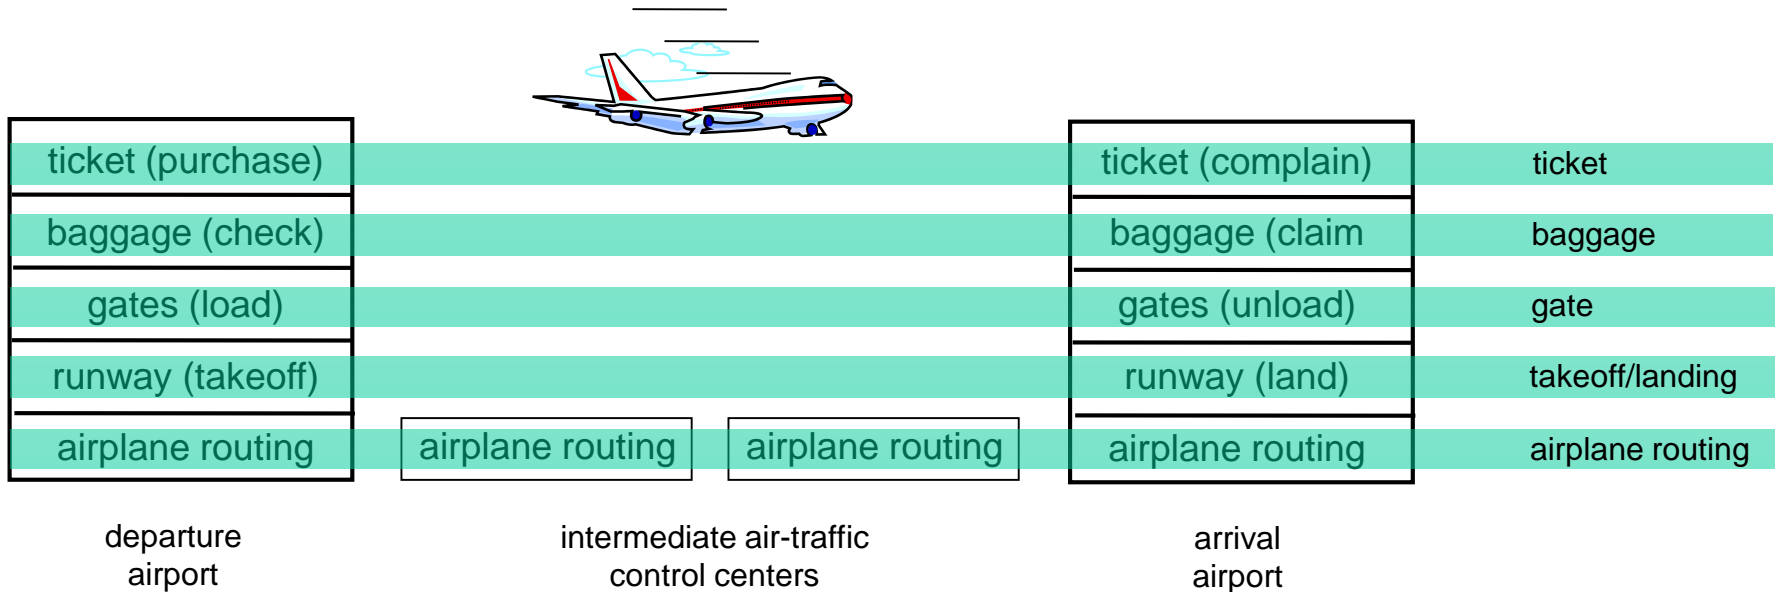 ticket (purchase) ticket (complain) ticket
baggage (check) baggage (claim baggage
gates (load) gates (unload) gate
runway (takeoff) runway (land) takeoff/landing
airplane routing airplane routing airplane routing airplane routing airplane routing
departure
airport
intermediate air-traffic
control centers
arrival
airport